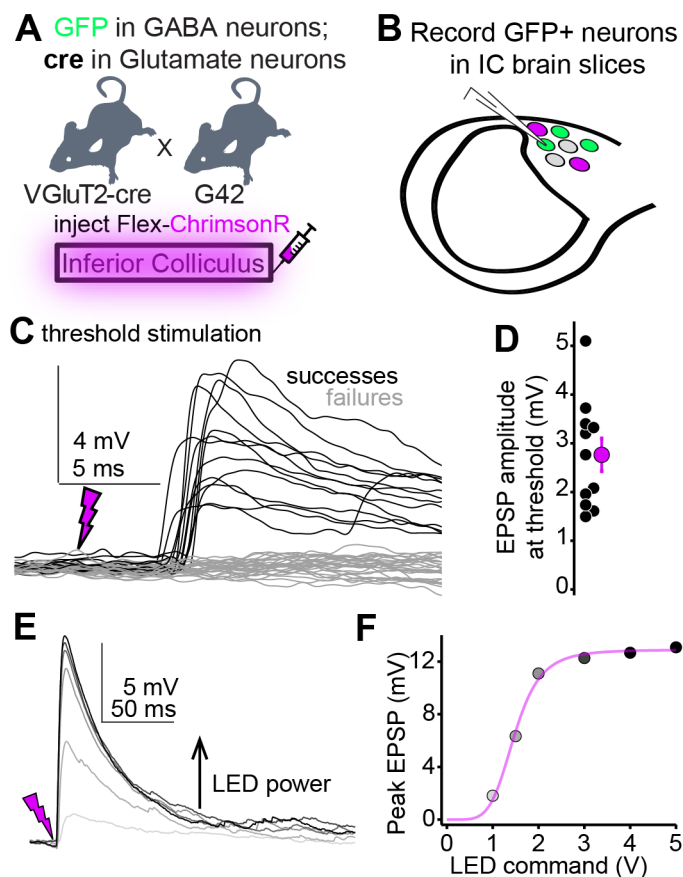 A GFP in GABA neurons;
cre in Glutamate neurons
X
VGluT2-cre G42
inject Flex-ChrimsonR
Inferior Colliculus
B Record GFP+ neurons
in IC brain slices
C threshold stimulation
successes
failures
4 mV
5 ms
D
EPSP amplitude
at threshold (mV)
5
4
3
2
1
0
E
5 mV
50 ms
LED power
F
Peak EPSP (mV)
12
8
4
0
0 1 2 3 4 5
LED command (V)